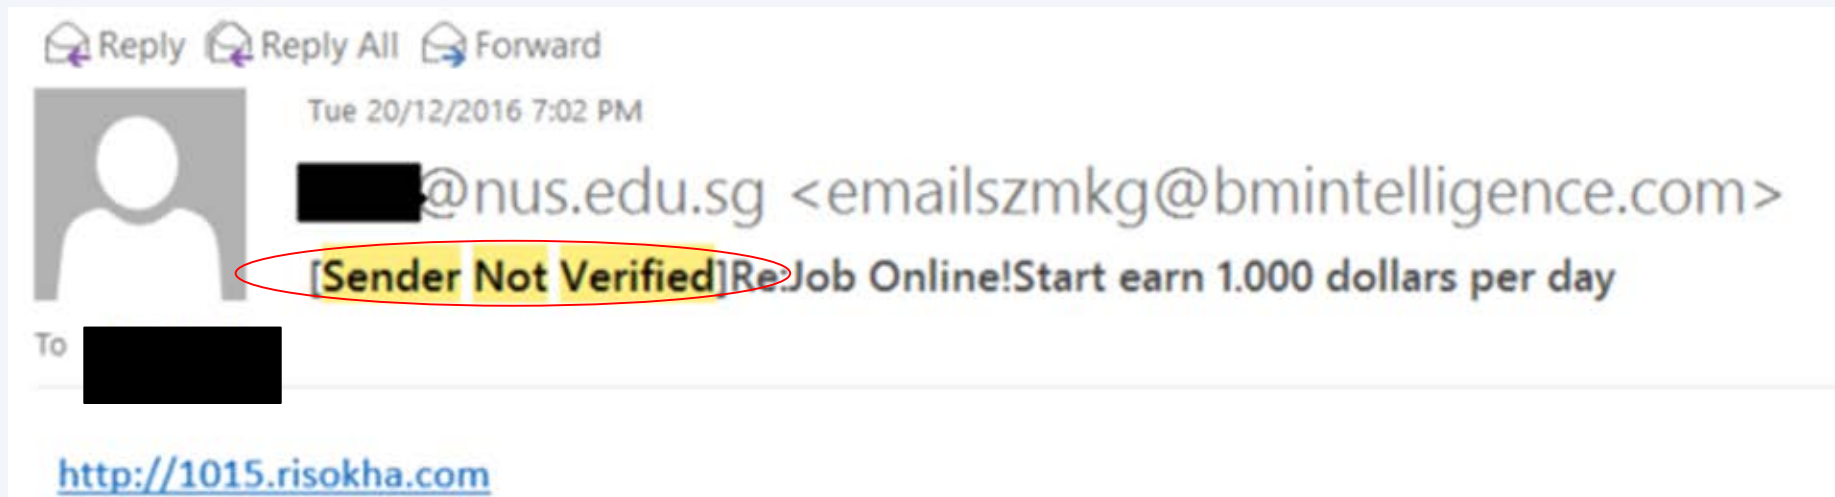 Reply Reply All Forward
Tue 20/12/2016 7:02 PM
@nus.edu.sg <emailszmkg@bmintelligence.com>
[Sender Not Verified]Re:Job Online!Start earn 1.000 dollars per day
To
http://1015.risokha.com